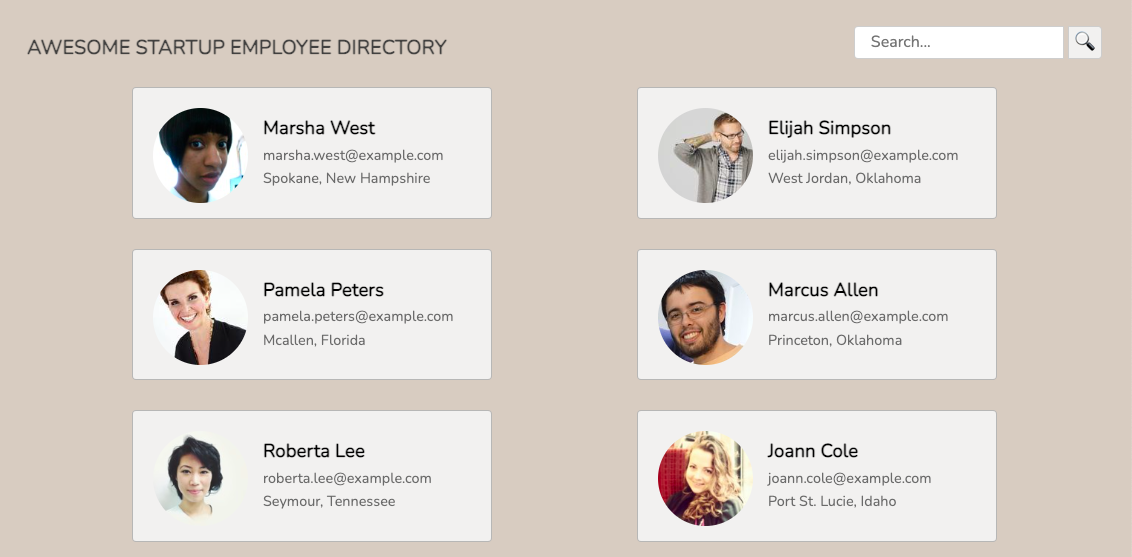 AWESOME STARTUP EMPLOYEE DIRECTORY
Search...
Marsha West
marsha.west@example.com
Spokane, New Hampshire
Elijah Simpson
elijah.simpson@example.com
West Jordan, Oklahoma
Pamela Peters
pamela.peters@example.com
Mcallen, Florida
Marcus Allen
marcus.allen@example.com
Princeton, Oklahoma
Roberta Lee
roberta.lee@example.com
Seymour, Tennessee
Joann Cole
joann.cole@example.com
Port St. Lucie, Idaho